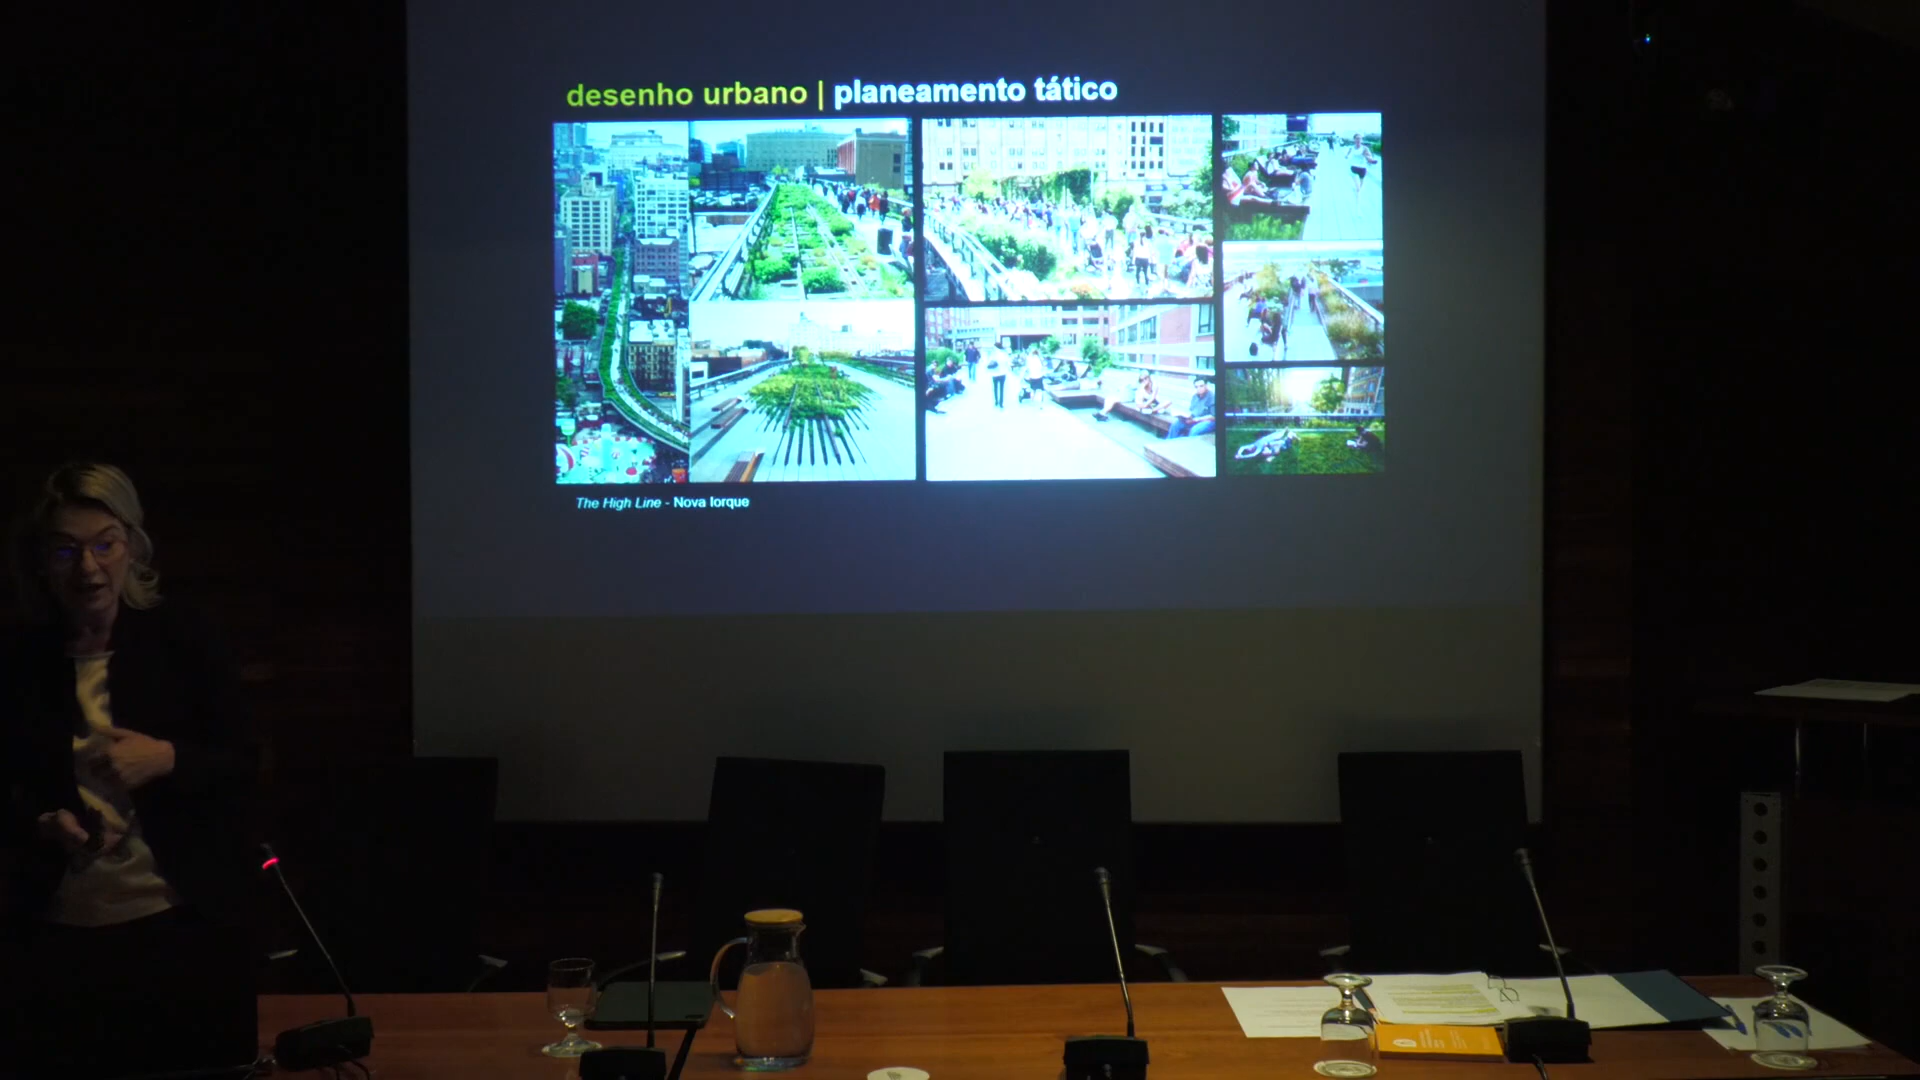 desenho urbano | planeamento tático
The High Line - Nova Iorque